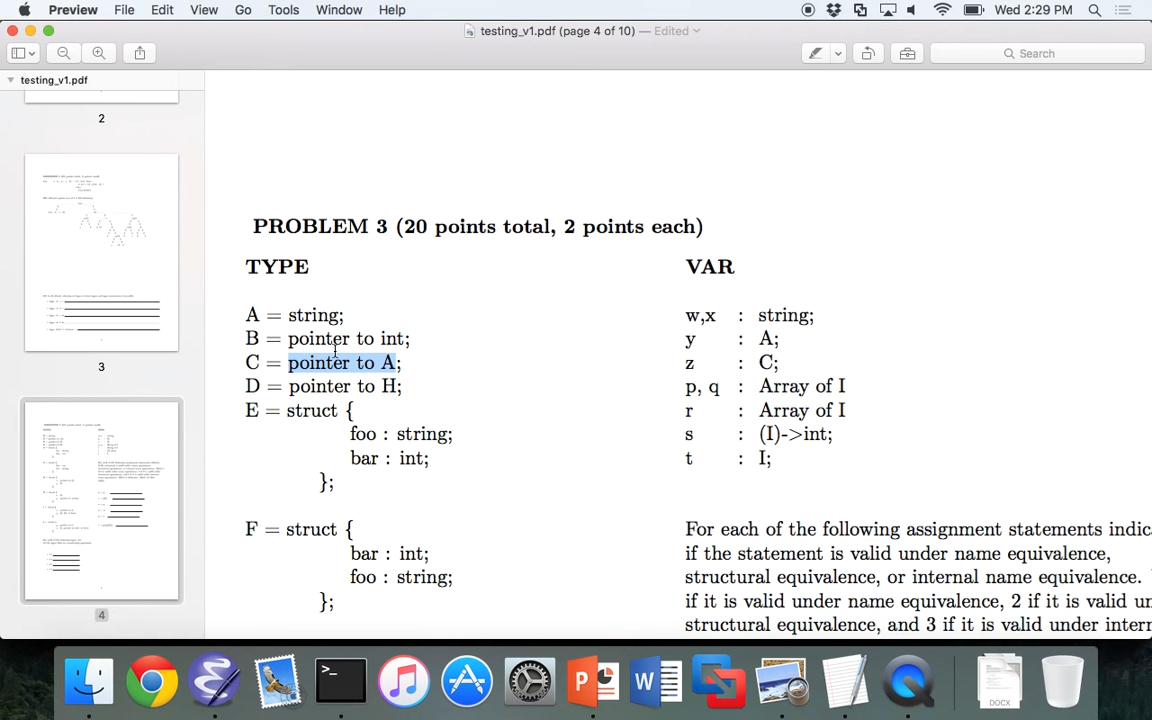 Preview File Edit View Go Tools Window Help Wed 2:29 PM
testing_v1.pdf (page 4 of 10) — Edited
Search
testing_v1.pdf
2
3
4
PROBLEM 3 (20 points total, 2 points each)
TYPE
A = string;
B = pointer to int;
C = pointer to A;
D = pointer to H;
E = struct {
foo : string;
bar : int;
};
F = struct {
bar : int;
foo : string;
};
VAR
w,x : string;
y : A;
z : C;
p, q : Array of I
r : Array of I
s : (I)->int;
t : I;
For each of the following assignment statements indic
if the statement is valid under name equivalence,
structural equivalence, or internal name equivalence.
if it is valid under name equivalence, 2 if it is valid un
structural equivalence, and 3 if it is valid under intern
P
W
DOCX